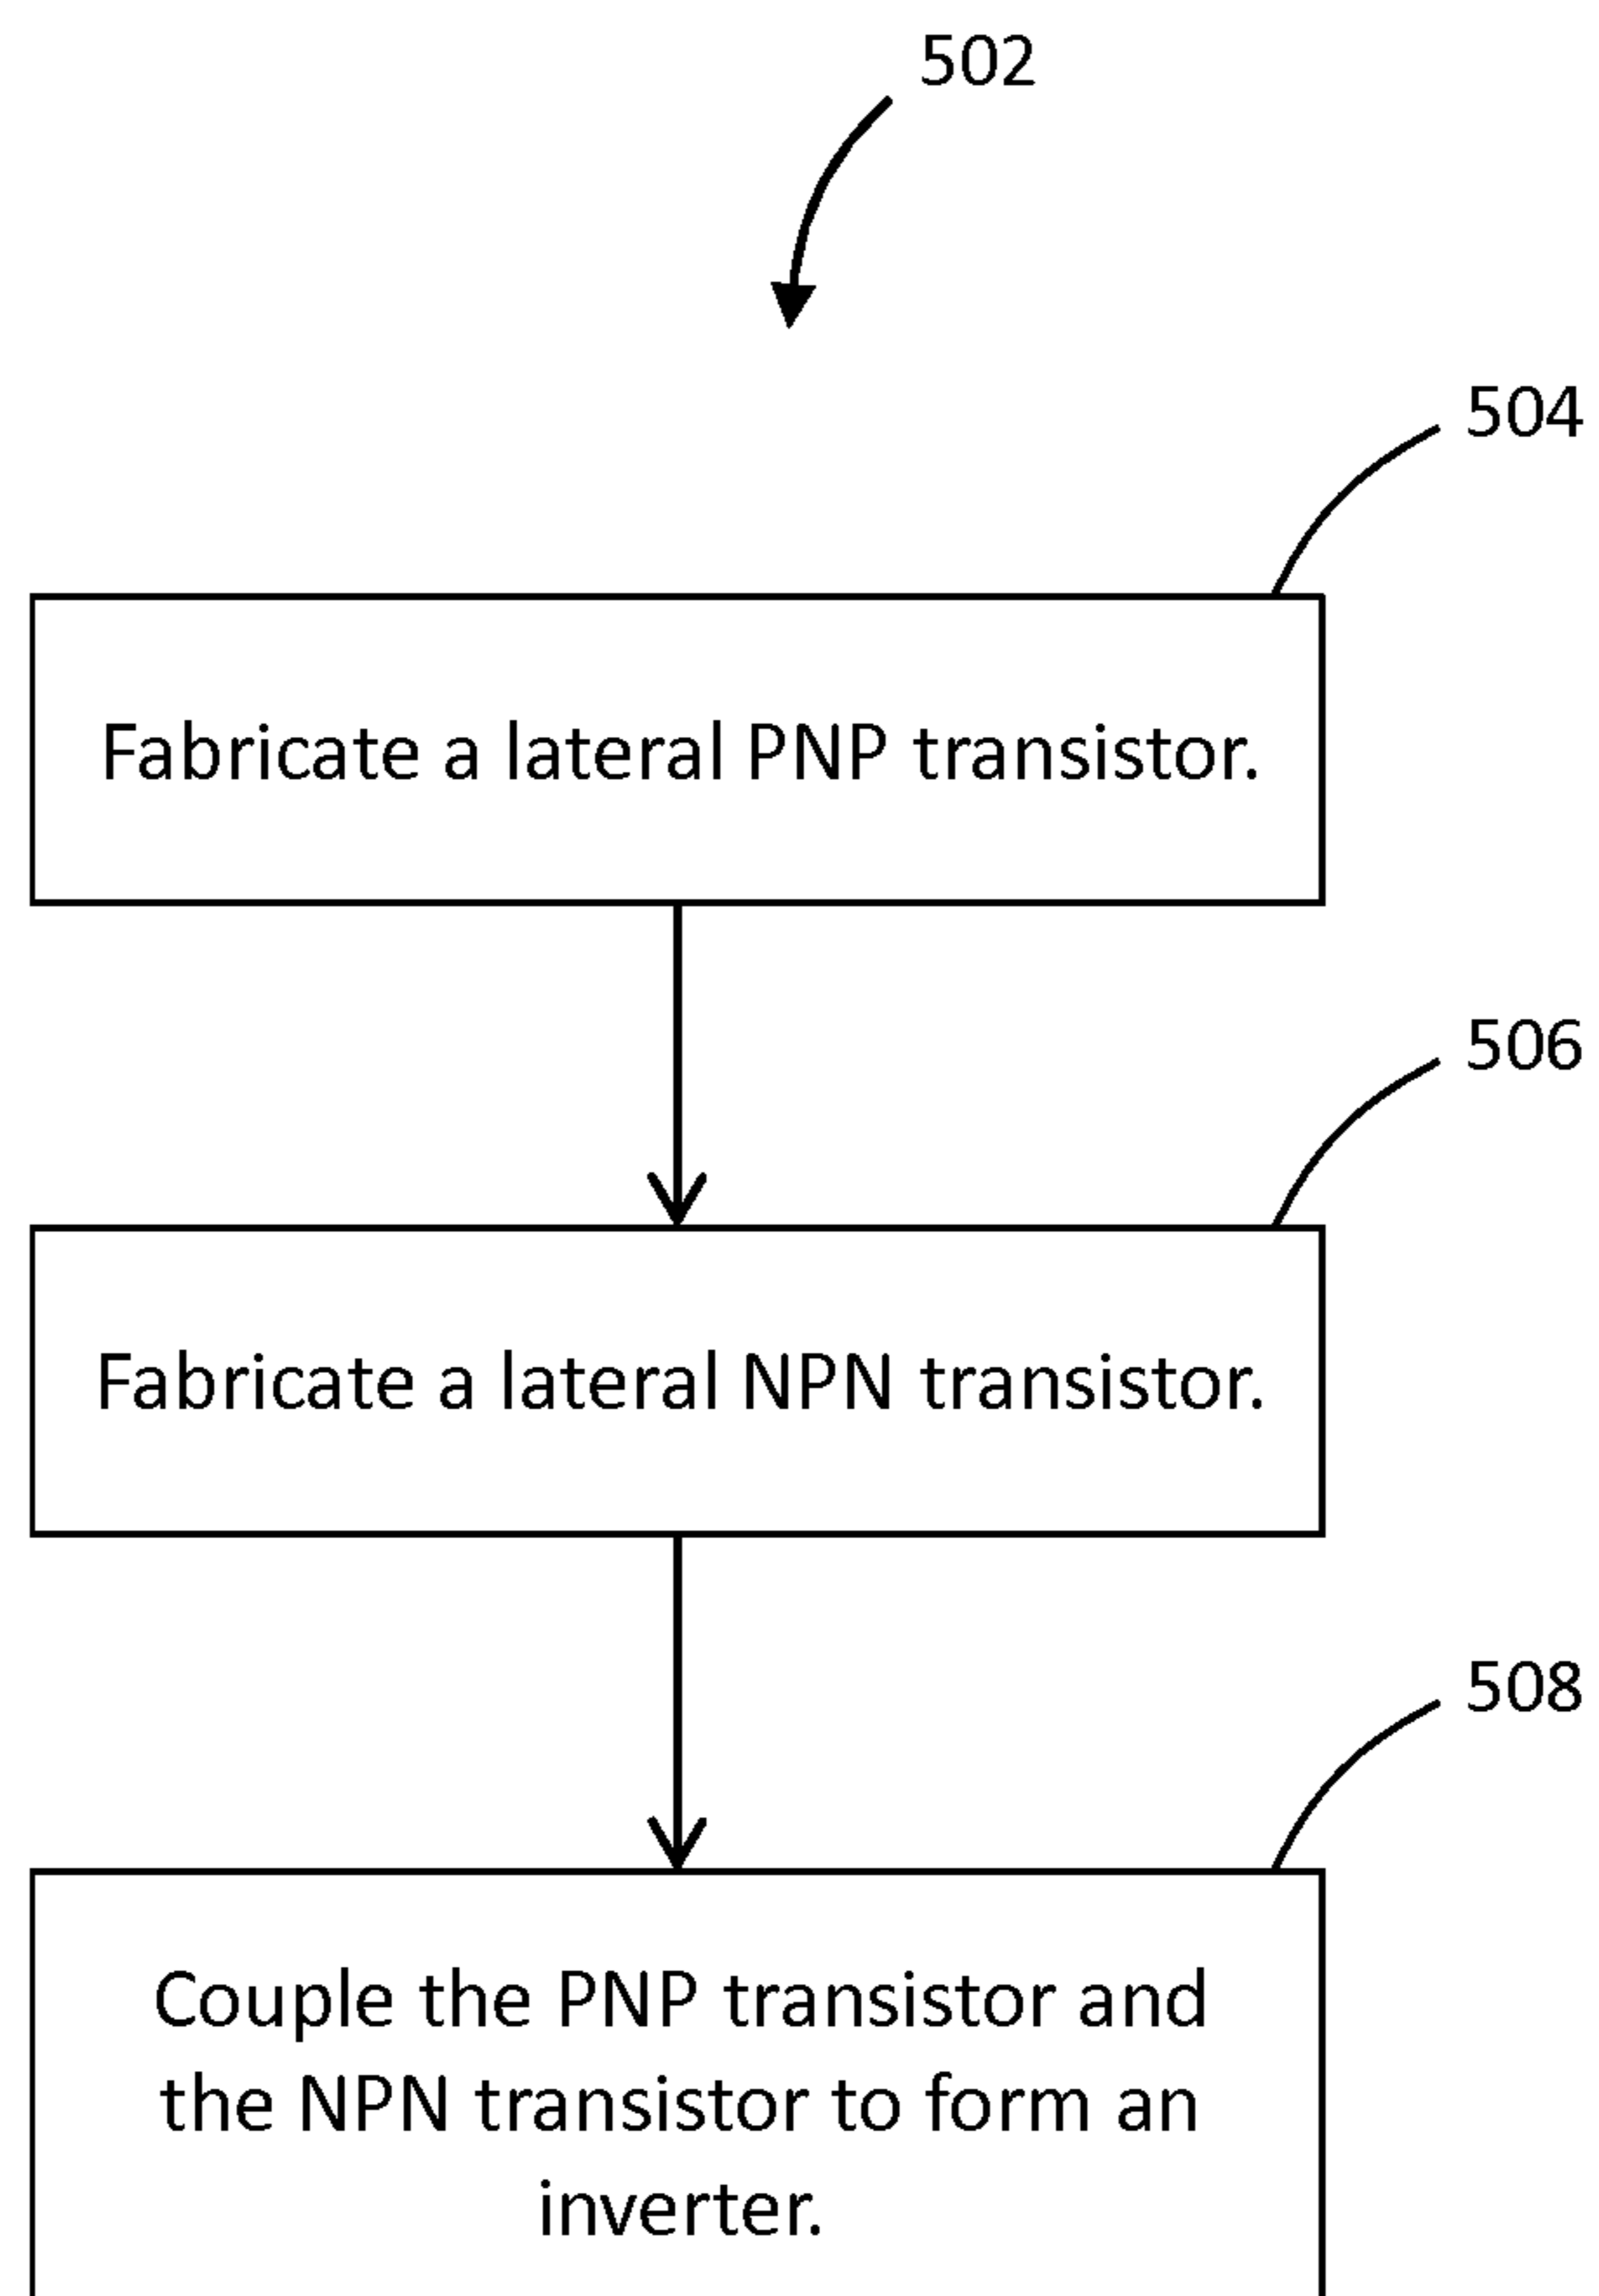 502
504
Fabricate a lateral PNP transistor.
506
Fabricate a lateral NPN transistor.
508
Couple the PNP transistor and
the NPN transistor to form an
inverter.